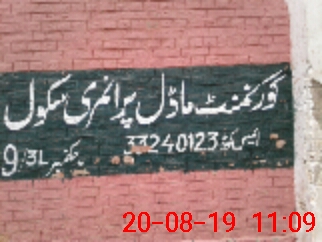 گورنمنٹ ماڈل پرائمری سکول
ایس کوڈ 33240123 چکنمبر 9/3L
20-08-19 11:09